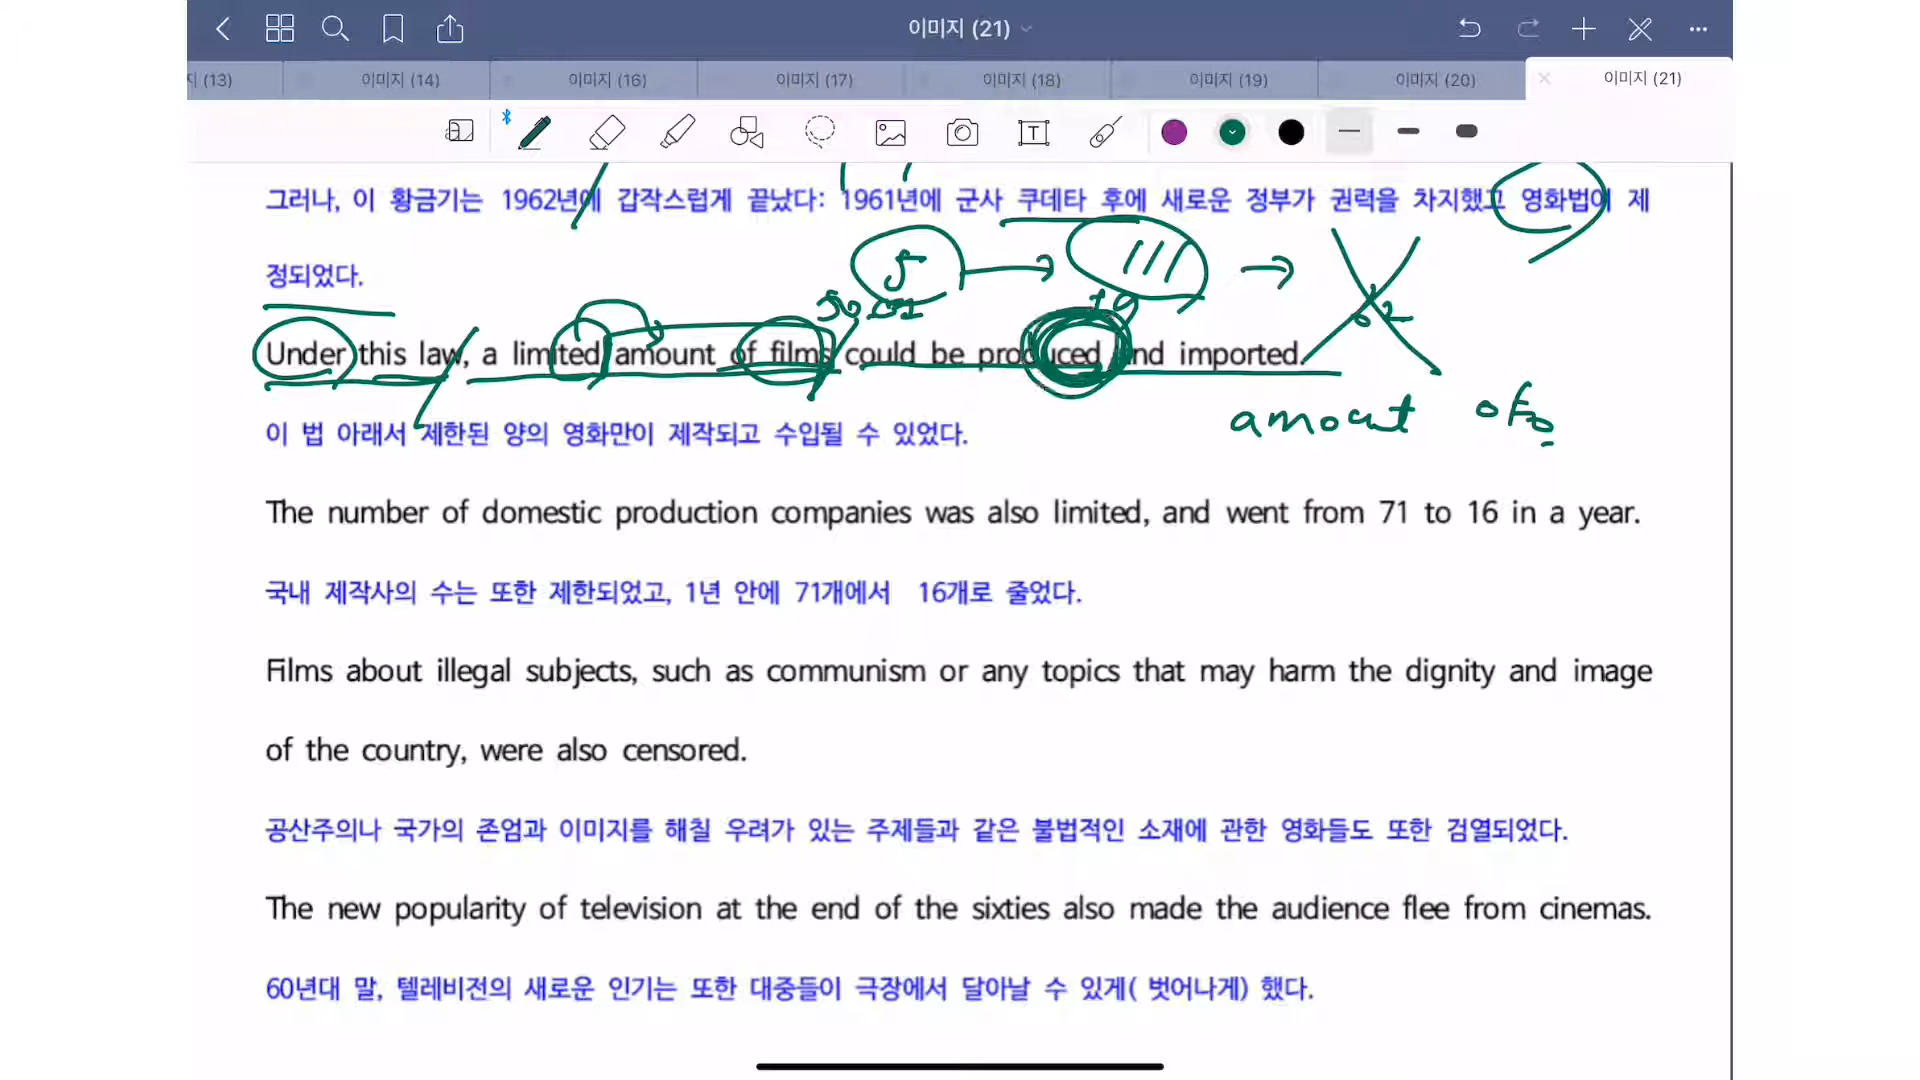 이미지 (21)
지 (13) 이미지 (14) 이미지 (16) 이미지 (17) 이미지 (18) 이미지 (19) 이미지 (20) 이미지 (21)
그러나, 이 황금기는 1962년에 갑작스럽게 끝났다: 1961년에 군사 쿠데타 후에 새로운 정부가 권력을 차지했고 영화법이 제
정되었다.
Under this law, a limited amount of films could be produced and imported.
amount of
이 법 아래서 제한된 양의 영화만이 제작되고 수입될 수 있었다.
The number of domestic production companies was also limited, and went from 71 to 16 in a year.
국내 제작사의 수는 또한 제한되었고, 1년 안에 71개에서 16개로 줄었다.
Films about illegal subjects, such as communism or any topics that may harm the dignity and image
of the country, were also censored.
공산주의나 국가의 존엄과 이미지를 해칠 우려가 있는 주제들과 같은 불법적인 소재에 관한 영화들도 또한 검열되었다.
The new popularity of television at the end of the sixties also made the audience flee from cinemas.
60년대 말, 텔레비전의 새로운 인기는 또한 대중들이 극장에서 달아날 수 있게( 벗어나게) 했다.